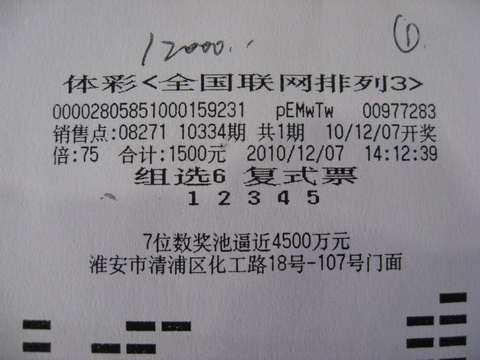 12000.. ①
体彩<全国联网排列3>
00002805851000159231 pEMwTw 00977283
销售点:08271 10334期 共1期 10/12/07开奖
倍:75 合计:1500元 2010/12/07 14:12:39
组选6 复式票
1 2 3 4 5
7位数奖池逼近4500万元
淮安市清浦区化工路18号-107号门面